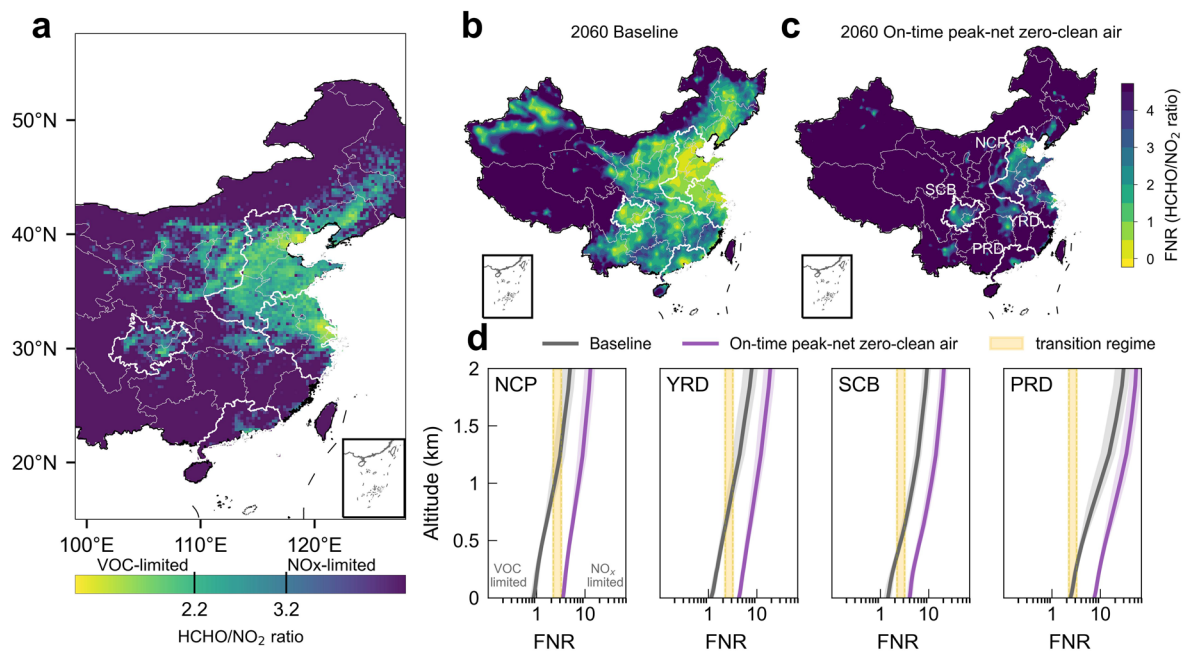 a
50°N
40°N
30°N
20°N
100°E
110°E
120°E
VOC-limited
NOx-limited
2.2
3.2
HCHO/NO₂ ratio
b
2060 Baseline
c
2060 On-time peak-net zero-clean air
NCP
SCB
YRD
PRD
4
3
2
1
0
FNR (HCHO/NO₂ ratio)
d
Baseline
On-time peak-net zero-clean air
transition regime
NCP
YRD
SCB
PRD
2
1.5
1
0.5
0
Altitude (km)
VOC
limited
NOₓ
limited
1
10
1
10
1
10
1
10
FNR
FNR
FNR
FNR